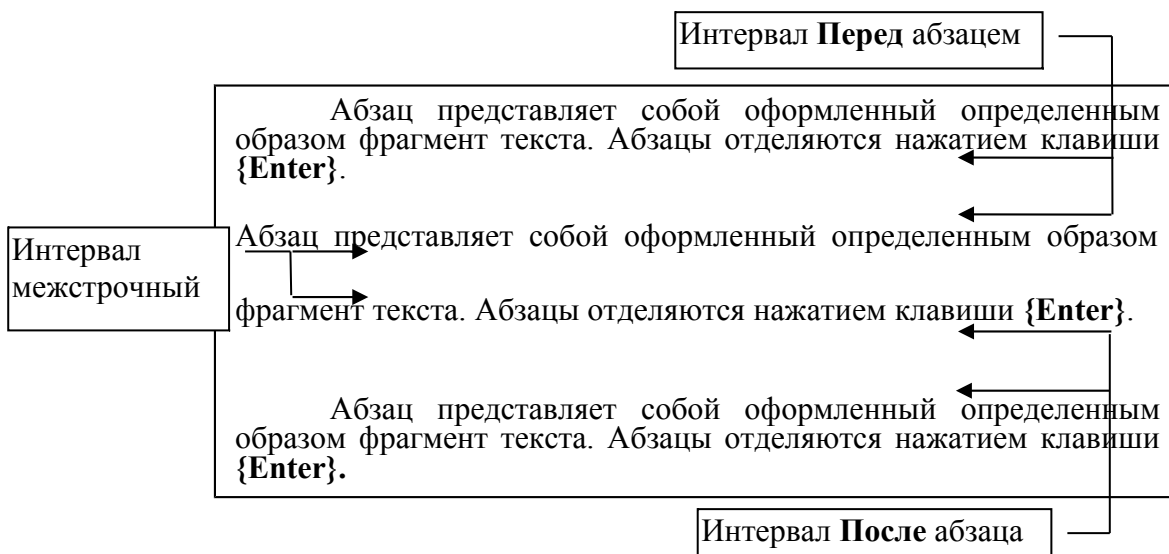 Интервал Перед абзацем
Абзац представляет собой оформленный определенным
образом фрагмент текста. Абзацы отделяются нажатием клавиши
{Enter}.
Интервал
межстрочный
Абзац представляет собой оформленный определенным образом
фрагмент текста. Абзацы отделяются нажатием клавиши {Enter}.
Абзац представляет собой оформленный определенным
образом фрагмент текста. Абзацы отделяются нажатием клавиши
{Enter}.
Интервал После абзаца